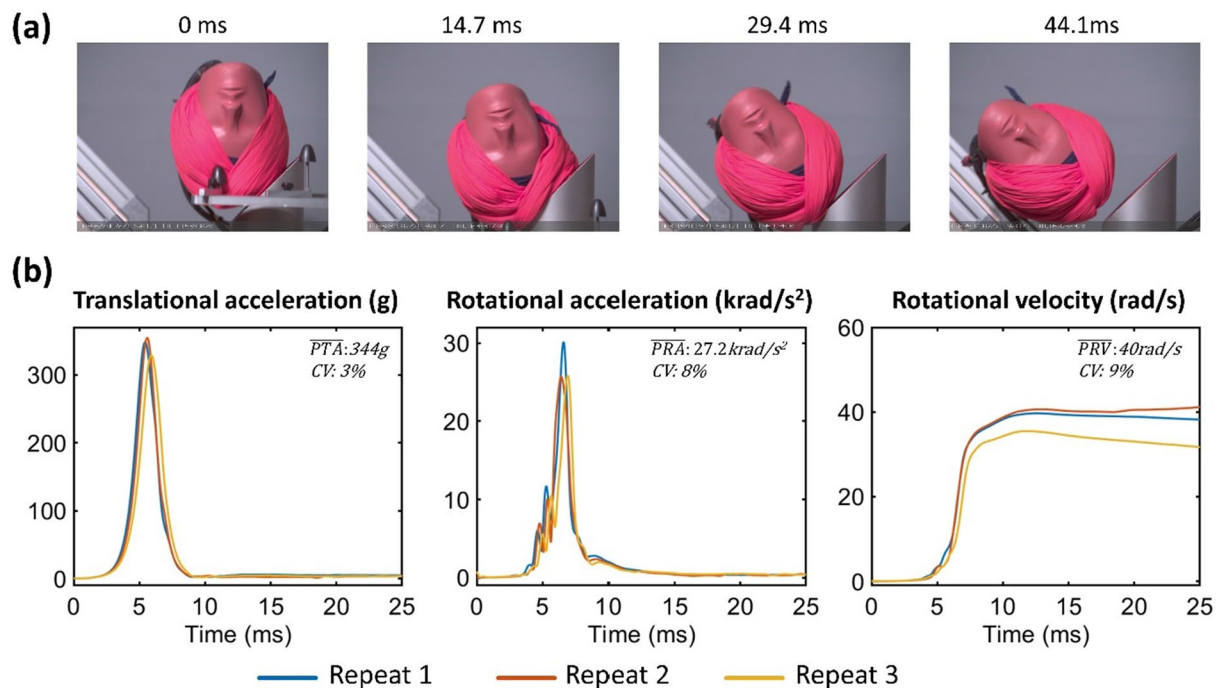 (a)
0 ms 14.7 ms 29.4 ms 44.1ms
(b)
Translational acceleration (g) Rotational acceleration (krad/s²) Rotational velocity (rad/s)
PTA:344g
CV: 3%
300
200
100
0
0 5 10 15 20 25
Time (ms)
PRA:27.2krad/s²
CV: 8%
30
20
10
0
0 5 10 15 20 25
Time (ms)
PRV:40rad/s
CV: 9%
60
40
20
0
0 5 10 15 20 25
Time (ms)
Repeat 1 Repeat 2 Repeat 3